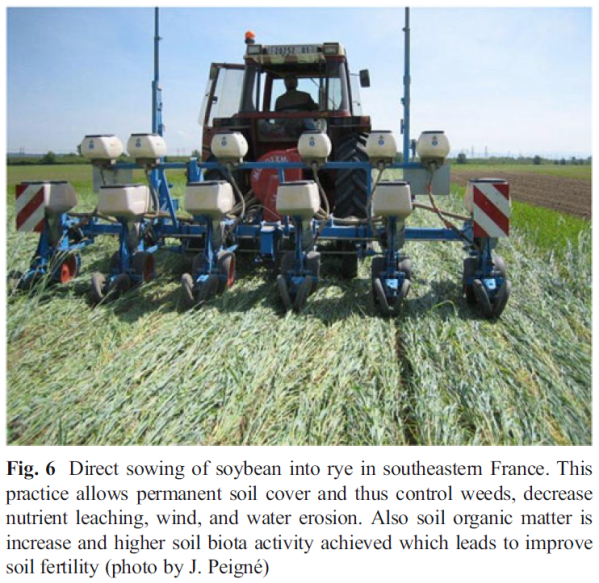 Fig. 6 Direct sowing of soybean into rye in southeastern France. This
practice allows permanent soil cover and thus control weeds, decrease
nutrient leaching, wind, and water erosion. Also soil organic matter is
increase and higher soil biota activity achieved which leads to improve
soil fertility (photo by J. Peigné)